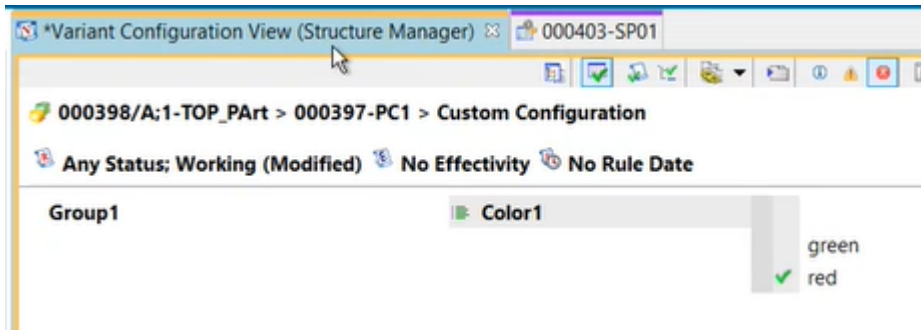 *Variant Configuration View (Structure Manager) 000403-SP01
000398/A;1-TOP_PArt > 000397-PC1 > Custom Configuration
Any Status; Working (Modified) No Effectivity No Rule Date
Group1 Color1
green
red